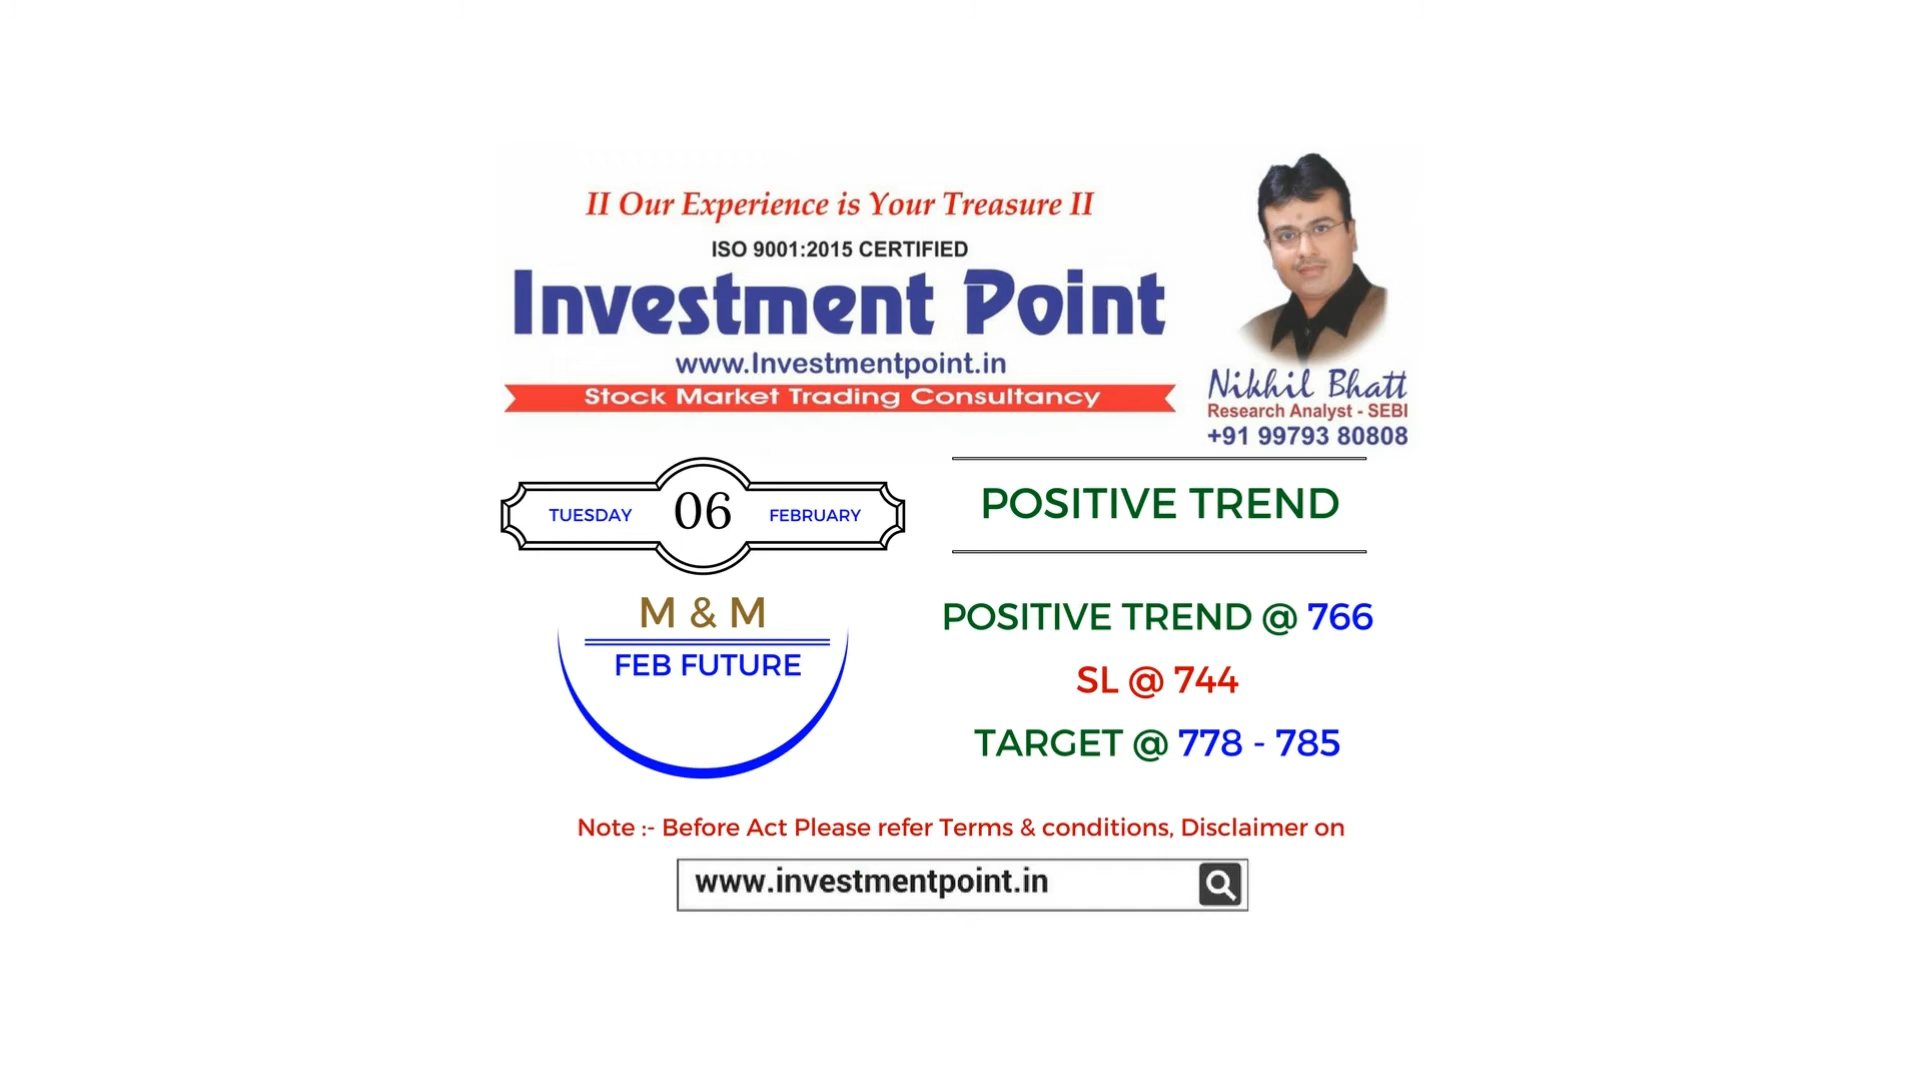 II Our Experience is Your Treasure II
ISO 9001:2015 CERTIFIED
Investment Point
www.Investmentpoint.in
Stock Market Trading Consultancy
Nikhil Bhatt
Research Analyst - SEBI
+91 99793 80808
TUESDAY 06 FEBRUARY
POSITIVE TREND
M & M
FEB FUTURE
POSITIVE TREND @ 766
SL @ 744
TARGET @ 778 - 785
Note :- Before Act Please refer Terms & conditions, Disclaimer on
www.investmentpoint.in